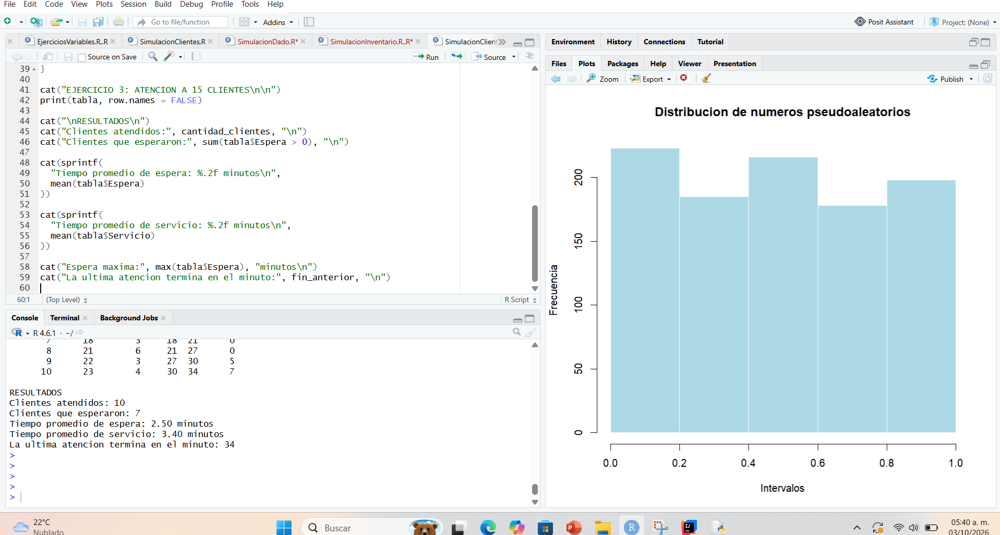 File Edit Code View Plots Session Build Debug Profile Tools Help
Go to file/function Addins Posit Assistant Project: (None)
EjerciciosVariables.R..R SimulacionClientes.R SimulacionDado.R* SimulacionInventario.R..R* SimulacionClient
Source on Save Run Source
39 }
40
41 cat("EJERCICIO 3: ATENCION A 15 CLIENTES\n\n")
42 print(tabla, row.names = FALSE)
43
44 cat("\nRESULTADOS\n")
45 cat("Clientes atendidos:", cantidad_clientes, "\n")
46 cat("Clientes que esperaron:", sum(tabla$Espera > 0), "\n")
47
48 cat(sprintf(
49 "Tiempo promedio de espera: %.2f minutos\n",
50 mean(tabla$Espera)
51 ))
52
53 cat(sprintf(
54 "Tiempo promedio de servicio: %.2f minutos\n",
55 mean(tabla$Servicio)
56 ))
57
58 cat("Espera maxima:", max(tabla$Espera), "minutos\n")
59 cat("La ultima atencion termina en el minuto:", fin_anterior, "\n")
60
60:1 (Top Level) R Script
Console Terminal Background Jobs
R 4.6.1 · ~/
7 18 3 18 21 0
8 21 6 21 27 0
9 22 3 27 30 5
10 23 4 30 34 7
RESULTADOS
Clientes atendidos: 10
Clientes que esperaron: 7
Tiempo promedio de espera: 2.50 minutos
Tiempo promedio de servicio: 3.40 minutos
La ultima atencion termina en el minuto: 34
>
>
>
>
>
Environment History Connections Tutorial
Files Plots Packages Help Viewer Presentation
Zoom Export Publish
Distribucion de numeros pseudoaleatorios
Frecuencia
200
150
100
50
0
0.0 0.2 0.4 0.6 0.8 1.0
Intervalos
22°C
Nublado
Buscar
05:40 a. m.
03/10/2026